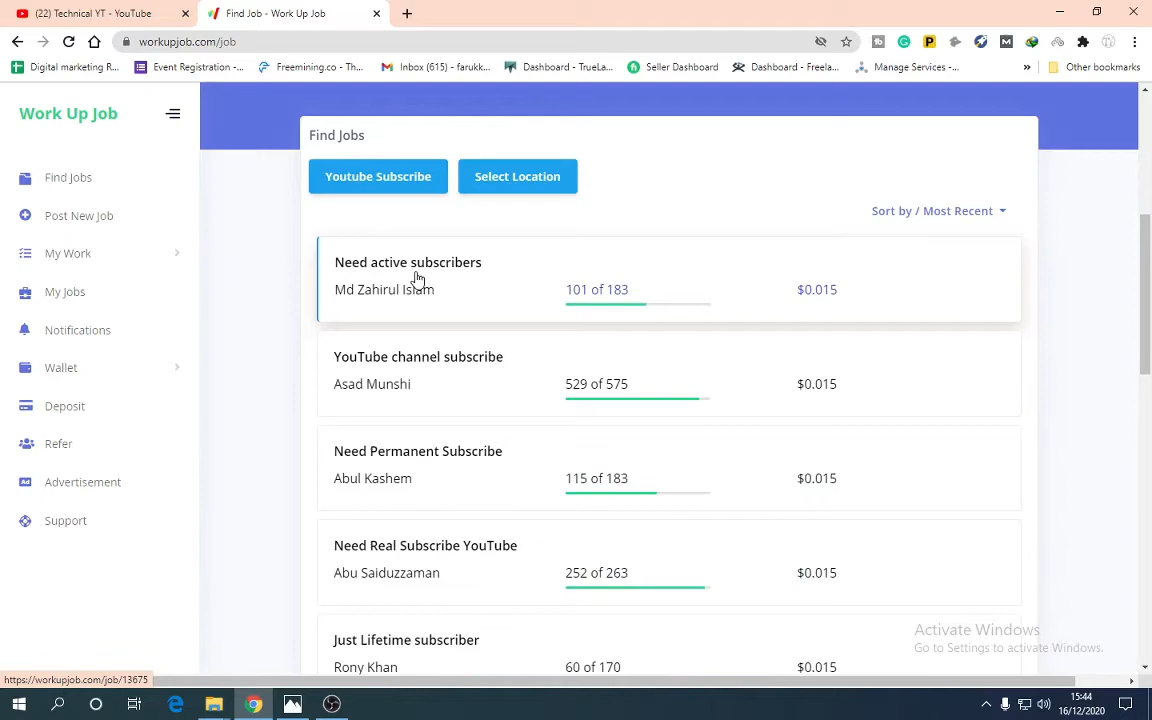 (22) Technical YT - YouTube
Find Job - Work Up Job
workupjob.com/job
Digital marketing R...
Event Registration -...
Freemining.co - Th...
Inbox (615) - farukk...
Dashboard - TrueLa...
Seller Dashboard
Dashboard - Freela...
Manage Services -...
»
Other bookmarks
Work Up Job
Find Jobs
Post New Job
My Work
My Jobs
Notifications
Wallet
Deposit
Refer
Ad Advertisement
Support
Find Jobs
Youtube Subscribe
Select Location
Sort by / Most Recent
Need active subscribers
Md Zahirul Islam 101 of 183 $0.015
YouTube channel subscribe
Asad Munshi 529 of 575 $0.015
Need Permanent Subscribe
Abul Kashem 115 of 183 $0.015
Need Real Subscribe YouTube
Abu Saiduzzaman 252 of 263 $0.015
Just Lifetime subscriber
Rony Khan 60 of 170 $0.015
Activate Windows
Go to Settings to activate Windows.
https://workupjob.com/job/13675
15:44
16/12/2020